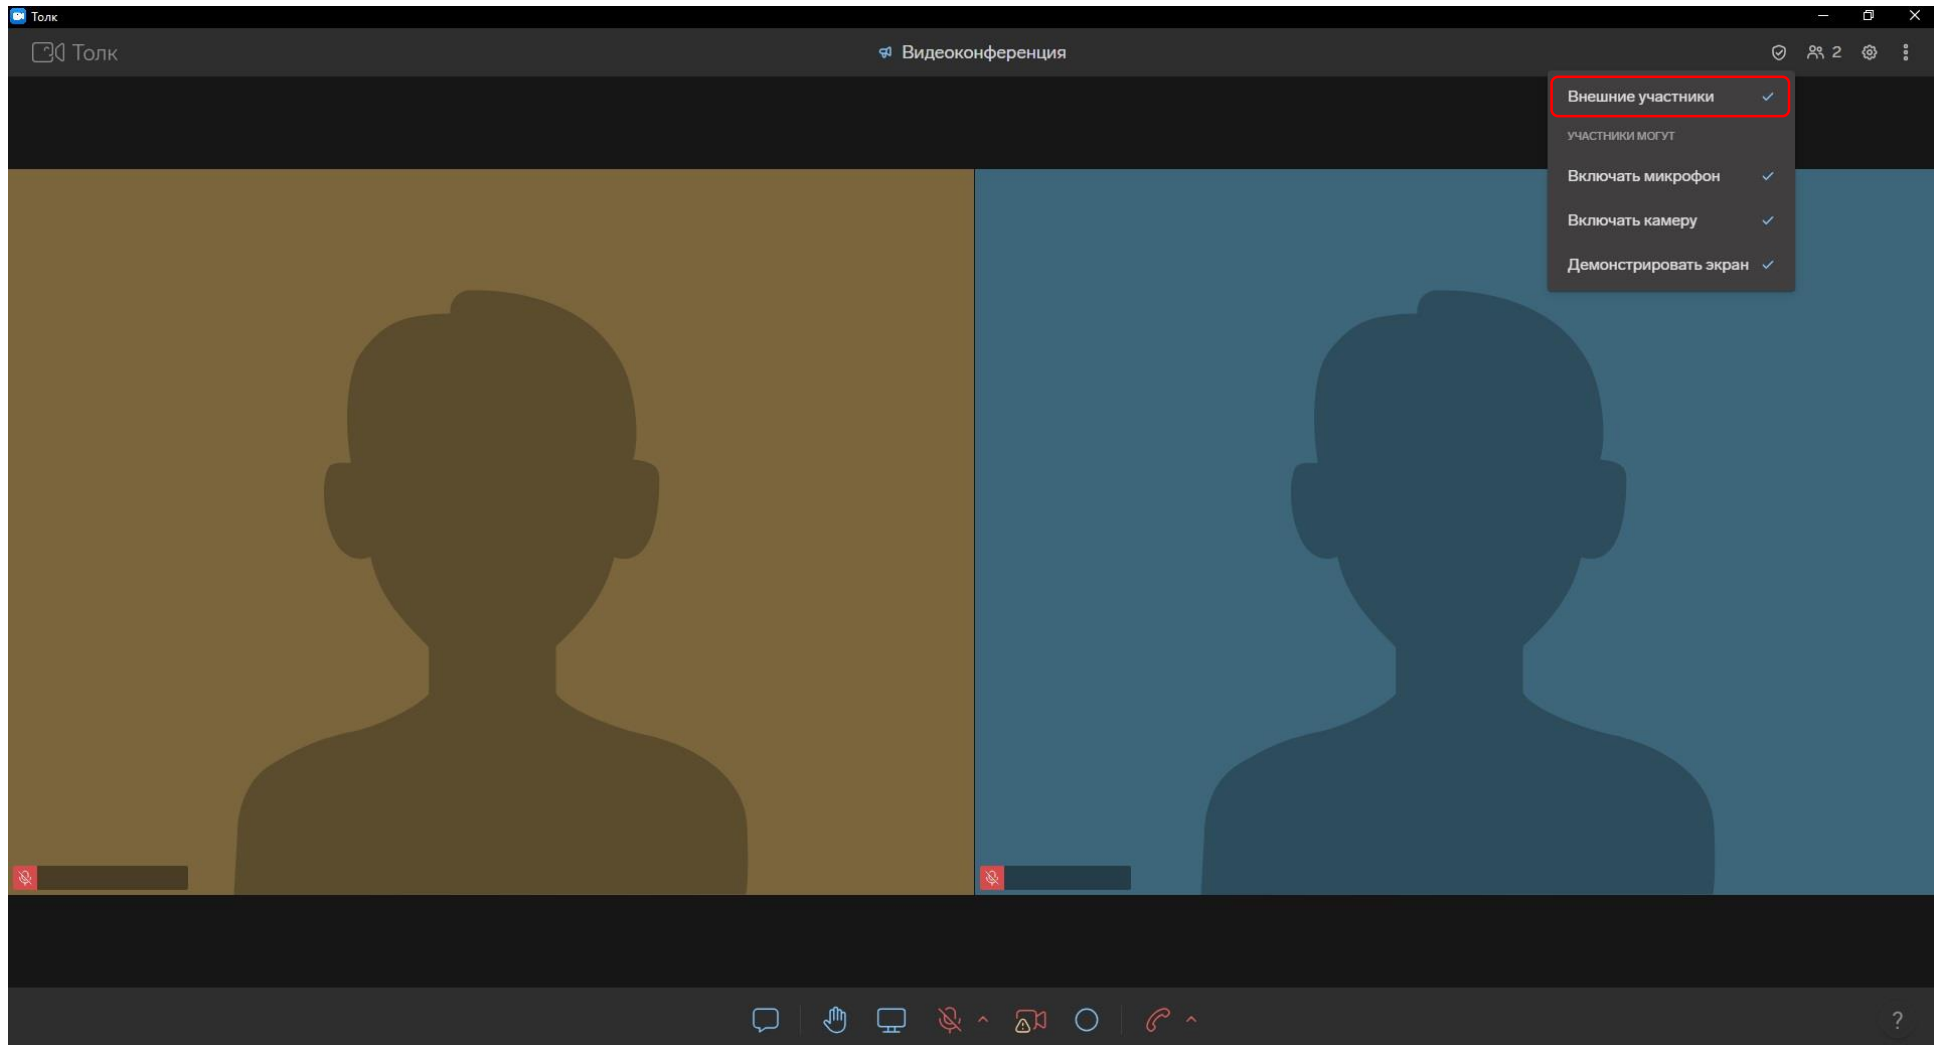 Толк
Толк
Видеоконференция
2
Внешние участники
УЧАСТНИКИ МОГУТ
Включать микрофон
Включать камеру
Демонстрировать экран
?